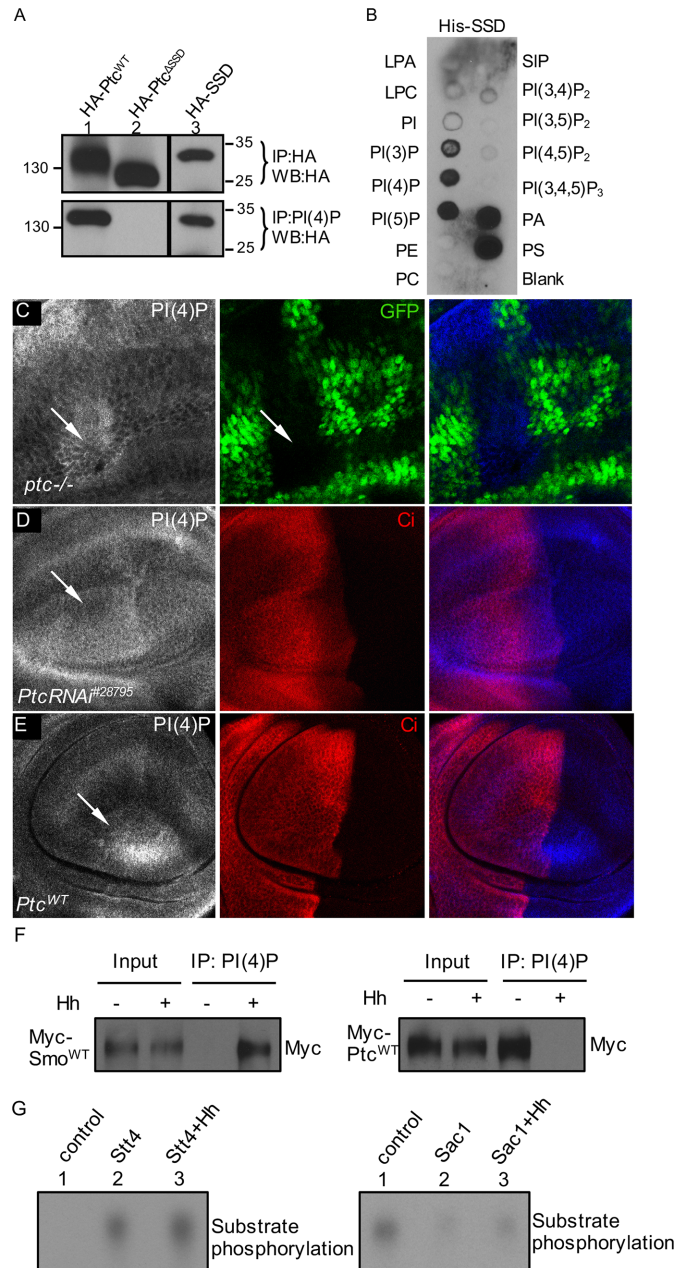 A
HA-Ptc^WT
HA-Ptc^ΔSSD
HA-SSD
1 2 3
130
35
25
IP:HA
WB:HA
130
35
25
IP:PI(4)P
WB:HA
B
His-SSD
LPA SIP
LPC PI(3,4)P2
PI PI(3,5)P2
PI(3)P PI(4,5)P2
PI(4)P PI(3,4,5)P3
PI(5)P PA
PE PS
PC Blank
C PI(4)P GFP
ptc-/-
D PI(4)P Ci
PtcRNAi#28795
E PI(4)P Ci
Ptc^WT
F
Input IP: PI(4)P
Hh - + - +
Myc-
Smo^WT
Myc
Input IP: PI(4)P
Hh - + - +
Myc-
Ptc^WT
Myc
G
control
Stt4
Stt4+Hh
1 2 3
Substrate
phosphorylation
control
Sac1
Sac1+Hh
1 2 3
Substrate
phosphorylation